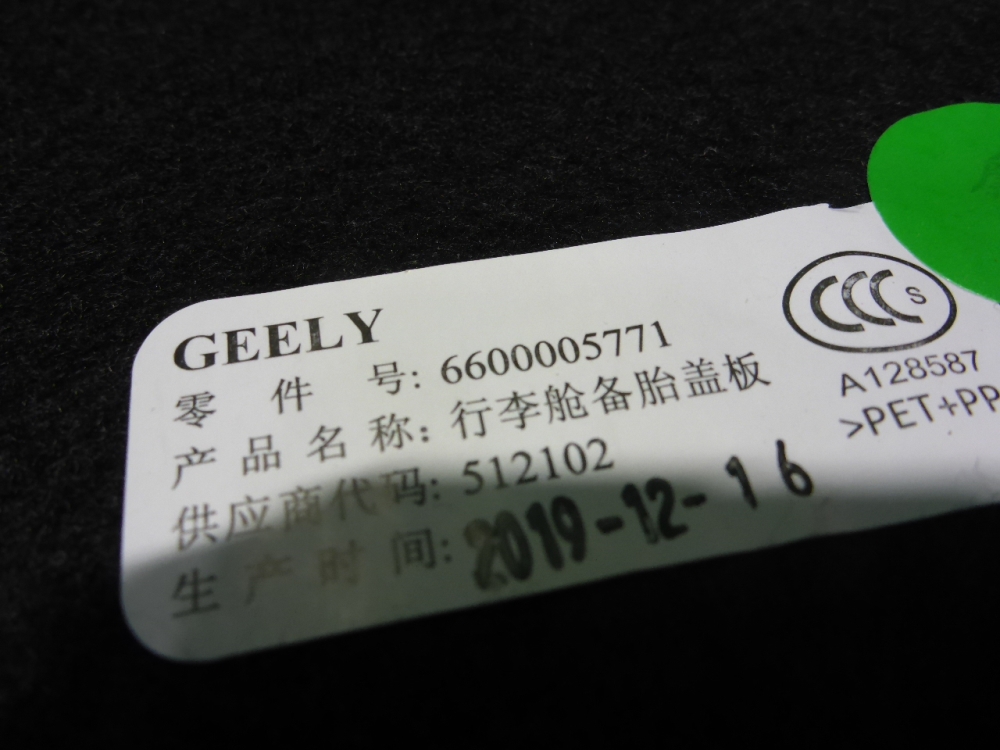 GEELY
零件号: 6600005771
产品名称: 行李舱备胎盖板
供应商代码: 512102
生产时间: 2019-12-16
CCC S
A128587
>PET+PP